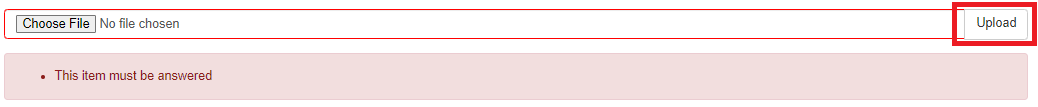 Choose File No file chosen Upload
This item must be answered